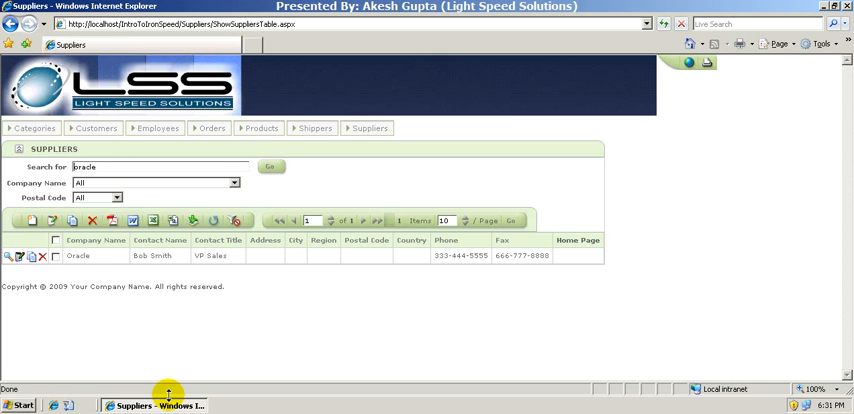 Suppliers - Windows Internet Explorer
Presented By: Akesh Gupta (Light Speed Solutions)
http://localhost/IntroToIronSpeed/Suppliers/ShowSuppliersTable.aspx
Live Search
Suppliers
Page
Tools
LSS
LIGHT SPEED SOLUTIONS
Categories Customers Employees Orders Products Shippers Suppliers
SUPPLIERS
Search for oracle Go
Company Name All
Postal Code All
1 of 1 1 Items 10 / Page Go
Company Name Contact Name Contact Title Address City Region Postal Code Country Phone Fax Home Page
Oracle Bob Smith VP Sales 333-444-5555 666-777-8888
Copyright © 2009 Your Company Name. All rights reserved.
Done Local intranet 100%
Start Suppliers - Windows I... 6:31 PM